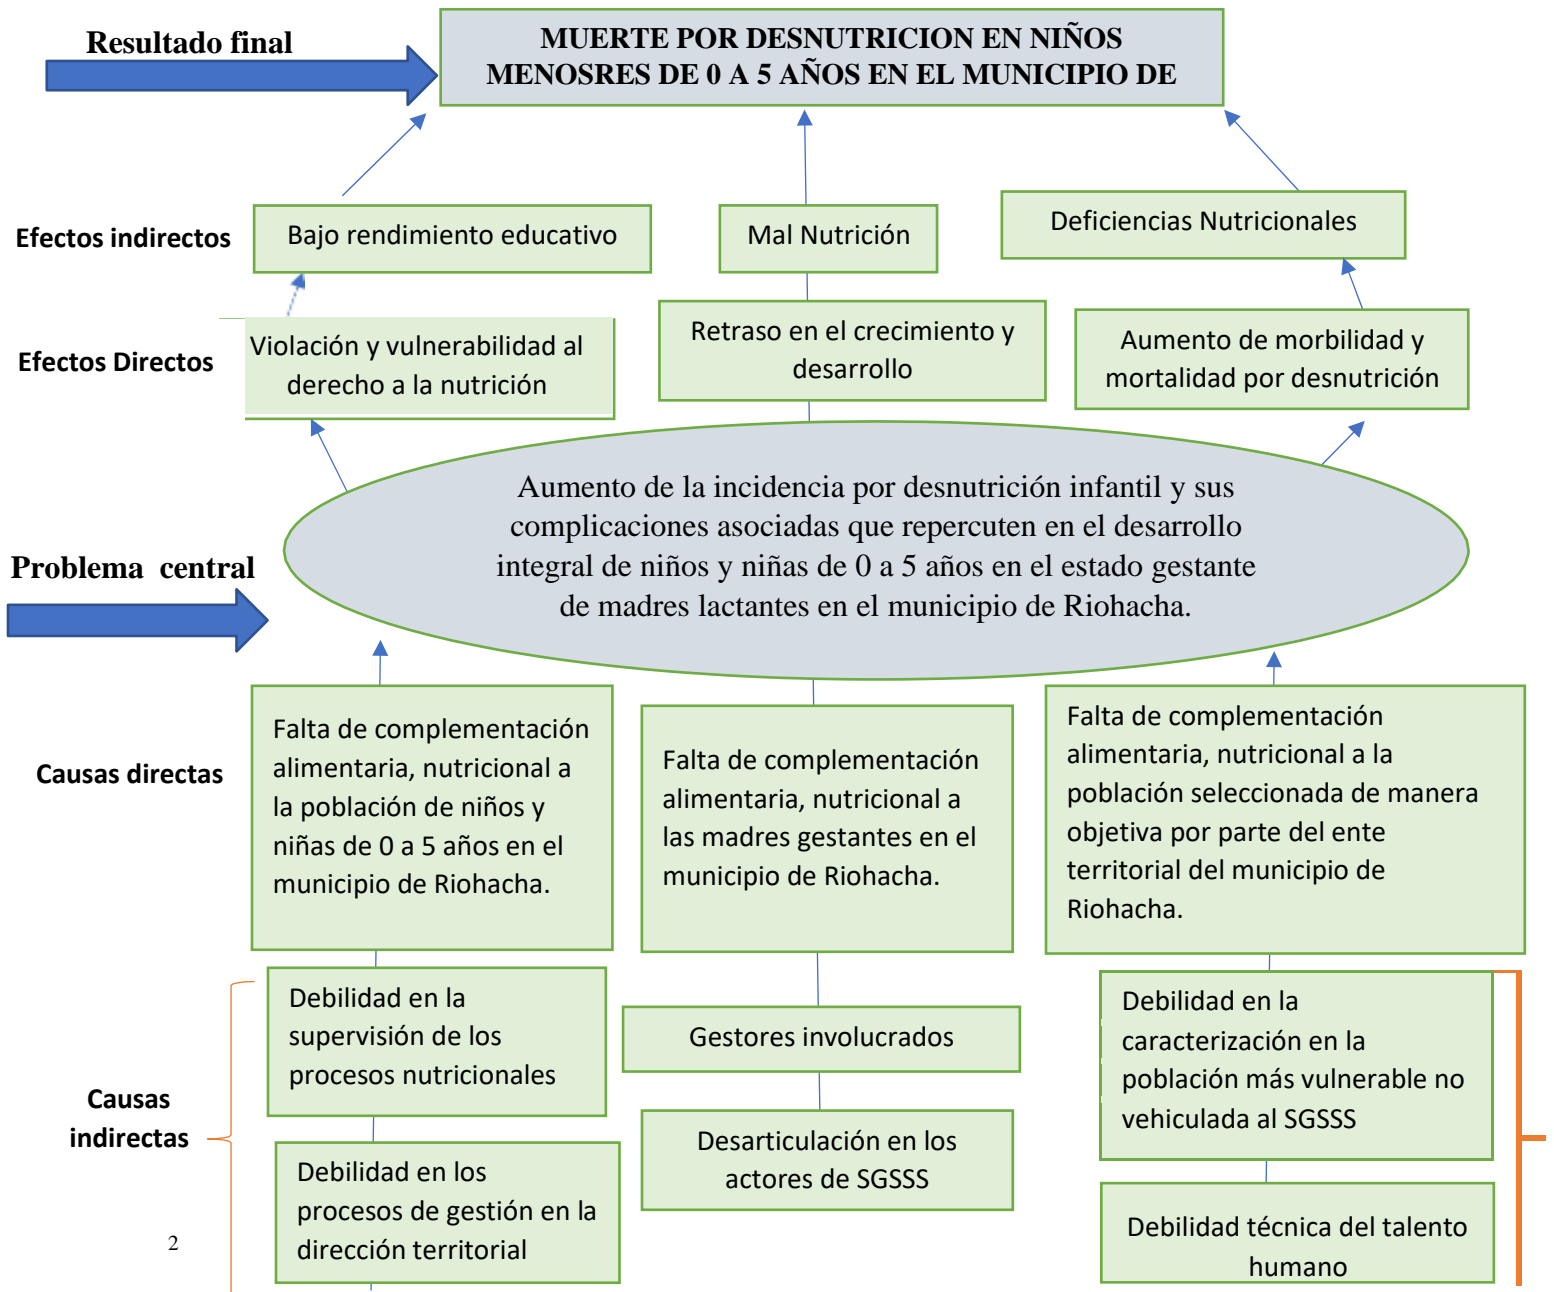 Resultado final
MUERTE POR DESNUTRICION EN NIÑOS
MENOSRES DE 0 A 5 AÑOS EN EL MUNICIPIO DE
Efectos indirectos
Bajo rendimiento educativo
Mal Nutrición
Deficiencias Nutricionales
Efectos Directos
Violación y vulnerabilidad al
derecho a la nutrición
Retraso en el crecimiento y
desarrollo
Aumento de morbilidad y
mortalidad por desnutrición
Problema central
Aumento de la incidencia por desnutrición infantil y sus
complicaciones asociadas que repercuten en el desarrollo
integral de niños y niñas de 0 a 5 años en el estado gestante
de madres lactantes en el municipio de Riohacha.
Causas directas
Falta de complementación
alimentaria, nutricional a
la población de niños y
niñas de 0 a 5 años en el
municipio de Riohacha.
Falta de complementación
alimentaria, nutricional a
las madres gestantes en el
municipio de Riohacha.
Falta de complementación
alimentaria, nutricional a la
población seleccionada de manera
objetiva por parte del ente
territorial del municipio de
Riohacha.
Causas
indirectas
Debilidad en la
supervisión de los
procesos nutricionales
Gestores involucrados
Debilidad en la
caracterización en la
población más vulnerable no
vehiculada al SGSSS
Debilidad en los
procesos de gestión en la
dirección territorial
Desarticulación en los
actores de SGSSS
Debilidad técnica del talento
humano
2